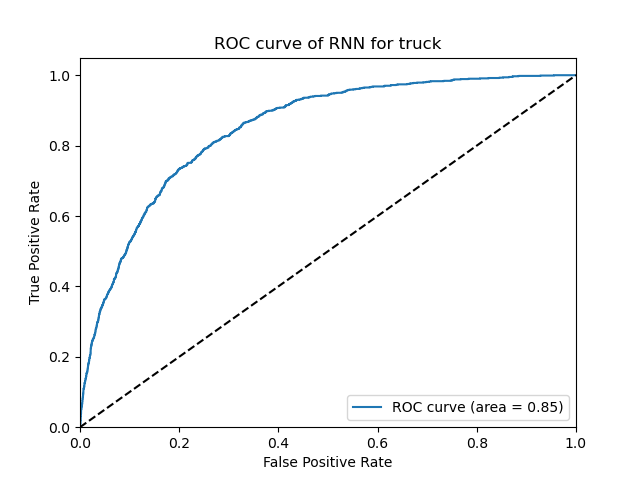 ROC curve of RNN for truck
True Positive Rate
1.0
0.8
0.6
0.4
0.2
0.0
ROC curve (area = 0.85)
0.0 0.2 0.4 0.6 0.8 1.0
False Positive Rate